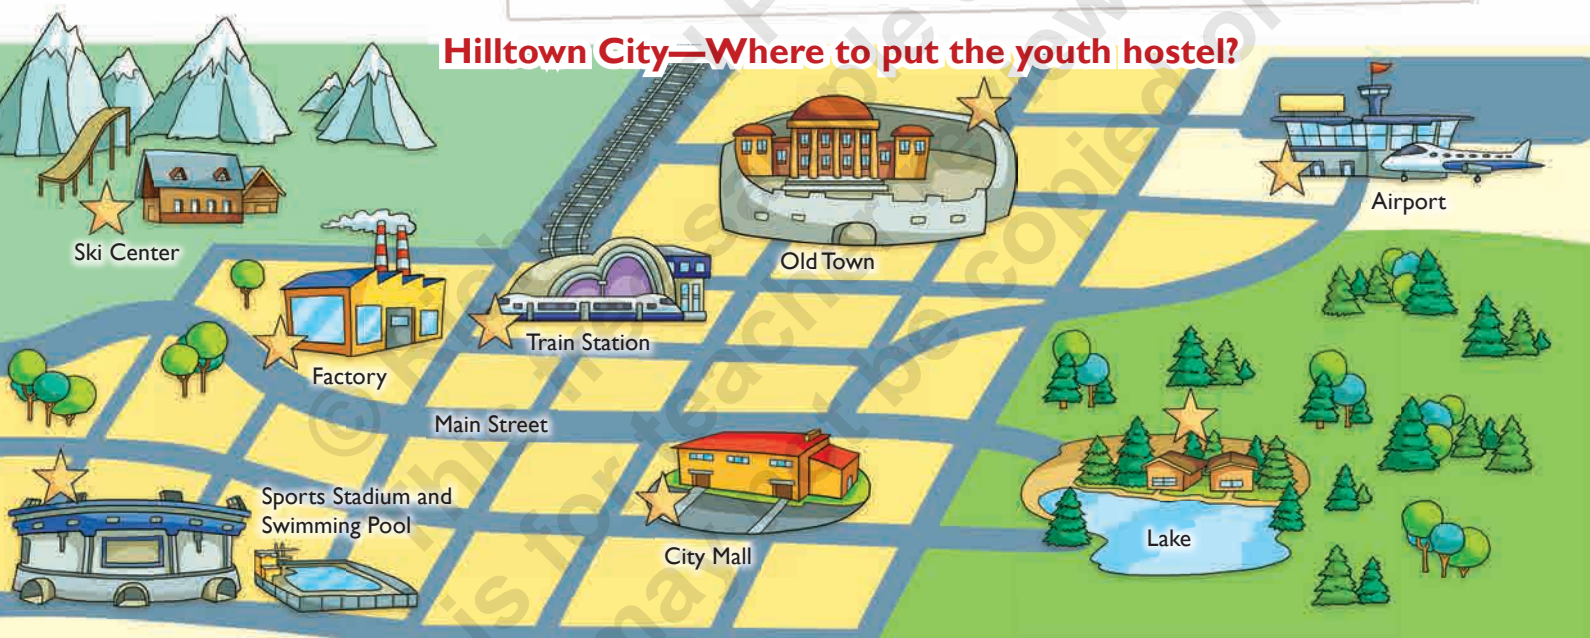 Hilltown City—Where to put the youth hostel?
Ski Center
Airport
Old Town
Train Station
Factory
Main Street
Sports Stadium and
Swimming Pool
City Mall
Lake